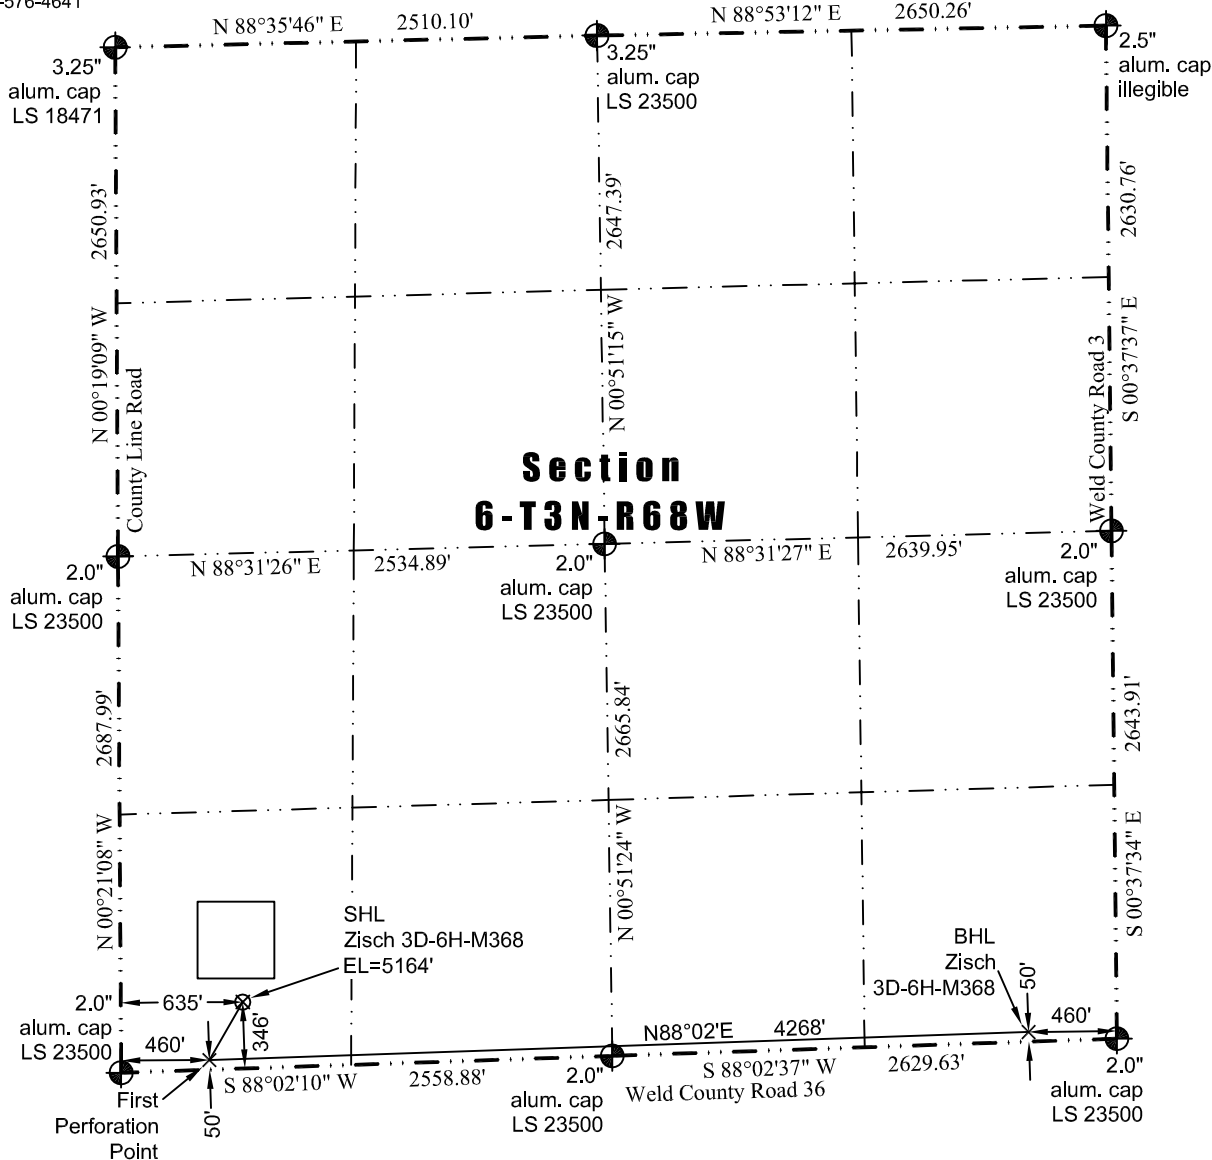 -576-4641
N 88°35'46" E
2510.10'
N 88°53'12" E
2650.26'
3.25"
alum. cap
LS 18471
3.25"
alum. cap
LS 23500
2.5"
alum. cap
illegible
2650.93'
2647.39'
2630.76'
N 00°19'09" W
County Line Road
N 00°51'15" W
Weld County Road 3
S 00°37'37" E
Section
6-T3N-R68W
N 88°31'26" E
2534.89'
N 88°31'27" E
2639.95'
2.0"
alum. cap
LS 23500
2.0"
alum. cap
LS 23500
2.0"
alum. cap
LS 23500
2687.99'
2665.84'
2643.91'
N 00°21'08" W
N 00°51'24" W
S 00°37'34" E
SHL
Zisch 3D-6H-M368
EL=5164'
BHL
Zisch
3D-6H-M368
50'
2.0"
alum. cap
LS 23500
635'
346'
460'
N88°02'E
4268'
460'
S 88°02'10" W
2558.88'
S 88°02'37" W
2629.63'
Weld County Road 36
First
Perforation
Point
50'
2.0"
alum. cap
LS 23500
2.0"
alum. cap
LS 23500